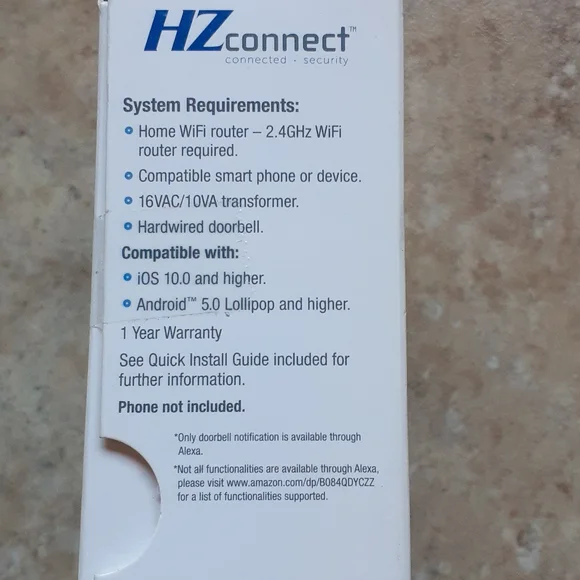 HZconnect™
connected - security
System Requirements:
Home WiFi router – 2.4GHz WiFi
router required.
Compatible smart phone or device.
16VAC/10VA transformer.
Hardwired doorbell.
Compatible with:
iOS 10.0 and higher.
Android™ 5.0 Lollipop and higher.
1 Year Warranty
See Quick Install Guide included for
further information.
Phone not included.
*Only doorbell notification is available through
Alexa.
*Not all functionalities are available through Alexa,
please visit www.amazon.com/dp/B084QDYCZZ
for a list of functionalities supported.